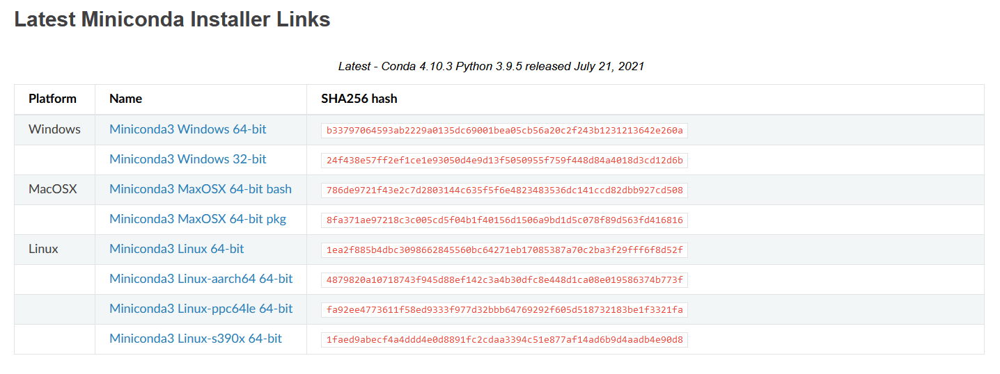 Latest Miniconda Installer Links
Latest - Conda 4.10.3 Python 3.9.5 released July 21, 2021
Platform Name SHA256 hash
Windows Miniconda3 Windows 64-bit b33797064593ab2229a0135dc69001bea05cb56a20c2f243b1231213642e260a
Miniconda3 Windows 32-bit 24f438e57ff2ef1ce1e93050d4e9d13f5050955f759f448d84a4018d3cd12d6b
MacOSX Miniconda3 MaxOSX 64-bit bash 786de9721f43e2c7d2803144c635f5f6e4823483536dc141ccd82dbb927cd508
Miniconda3 MaxOSX 64-bit pkg 8fa371ae97218c3c005cd5f04b1f40156d1506a9bd1d5c078f89d563fd416816
Linux Miniconda3 Linux 64-bit 1ea2f885b4dbc3098662845560bc64271eb17085387a70c2ba3f29fff6f8d52f
Miniconda3 Linux-aarch64 64-bit 4879820a10718743f945d88ef142c3a4b30dfc8e448d1ca08e019586374b773f
Miniconda3 Linux-ppc64le 64-bit fa92ee4773611f58ed9333f977d32bbb64769292f605d518732183be1f3321fa
Miniconda3 Linux-s390x 64-bit 1faed9abecf4a4ddd4e0d8891fc2cdaa3394c51e877af14ad6b9d4aadb4e90d8